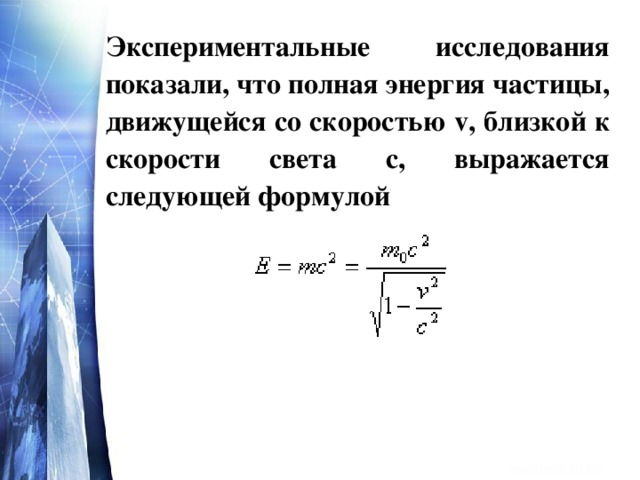 Экспериментальные исследования
показали, что полная энергия частицы,
движущейся со скоростью v, близкой к
скорости света с, выражается
следующей формулой
E = mc² = m₀c² / √(1 − v²/c²)